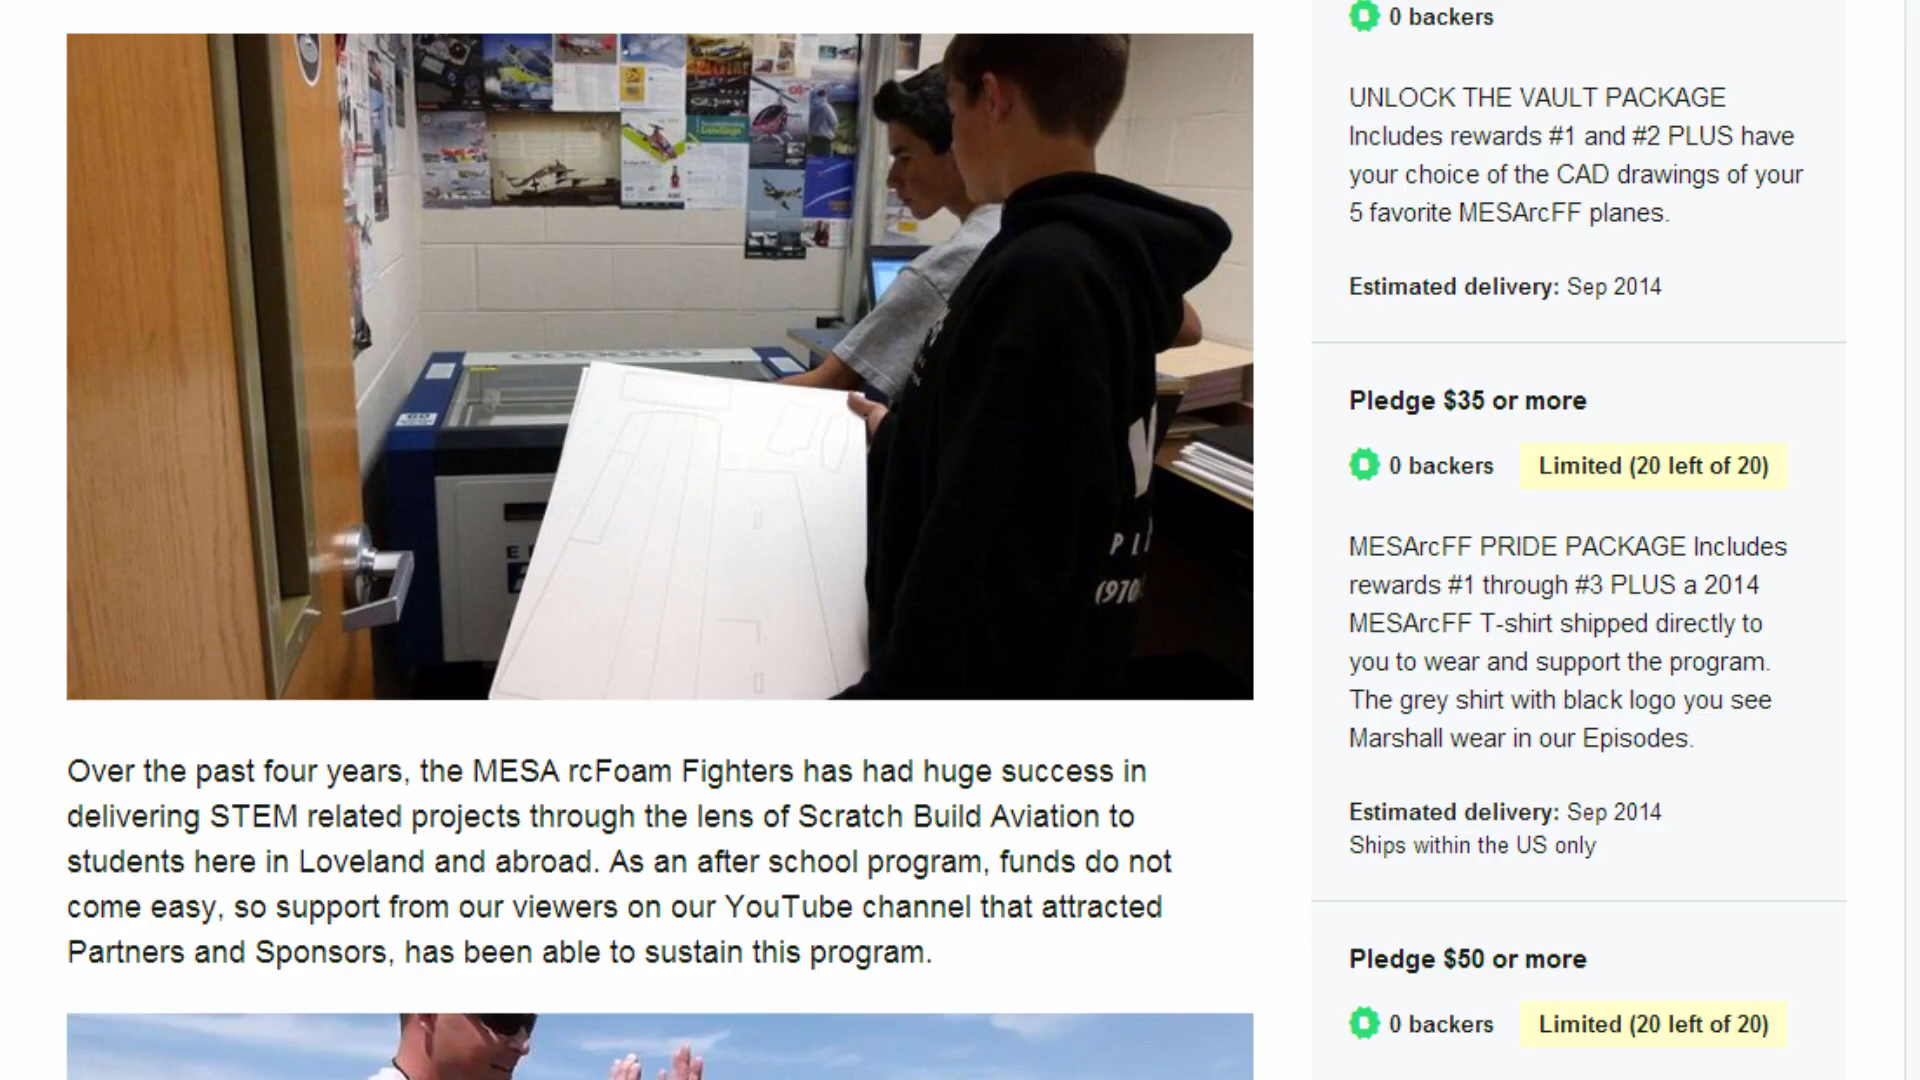 0 backers
UNLOCK THE VAULT PACKAGE
Includes rewards #1 and #2 PLUS have
your choice of the CAD drawings of your
5 favorite MESArcFF planes.
Estimated delivery: Sep 2014
Pledge $35 or more
0 backers Limited (20 left of 20)
MESArcFF PRIDE PACKAGE Includes
rewards #1 through #3 PLUS a 2014
MESArcFF T-shirt shipped directly to
you to wear and support the program.
The grey shirt with black logo you see
Marshall wear in our Episodes.
Estimated delivery: Sep 2014
Ships within the US only
Pledge $50 or more
0 backers Limited (20 left of 20)
(970
Over the past four years, the MESA rcFoam Fighters has had huge success in
delivering STEM related projects through the lens of Scratch Build Aviation to
students here in Loveland and abroad. As an after school program, funds do not
come easy, so support from our viewers on our YouTube channel that attracted
Partners and Sponsors, has been able to sustain this program.